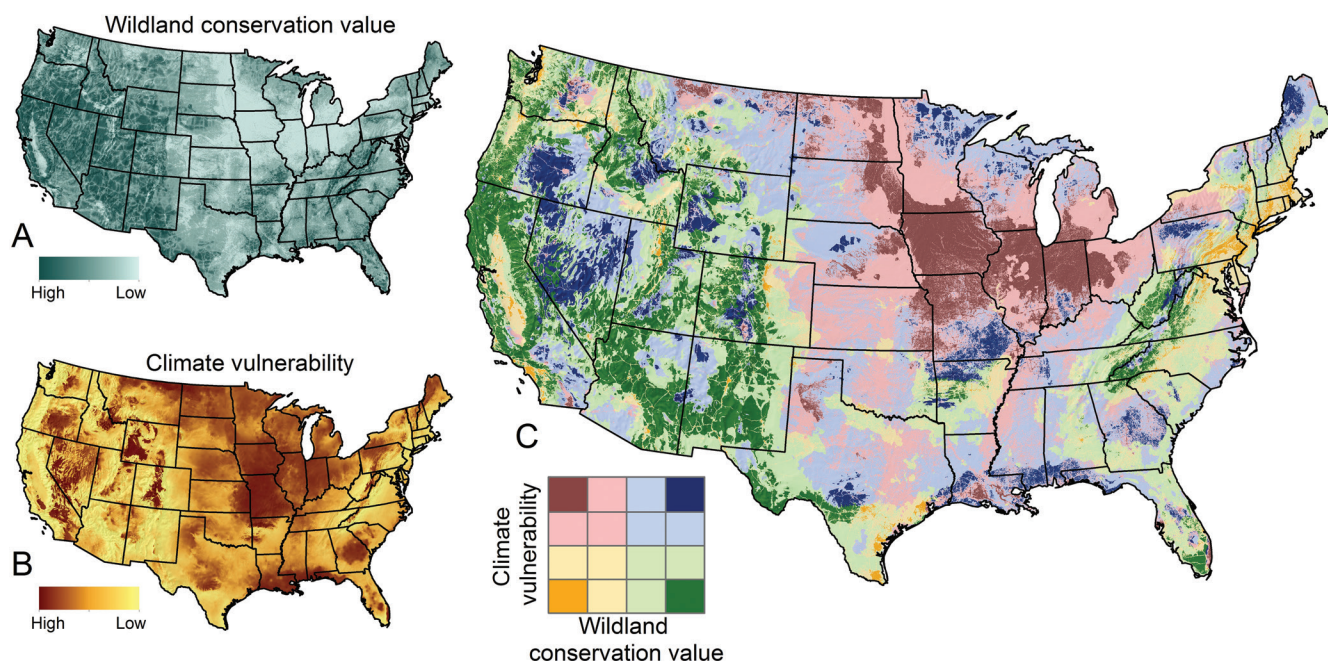 Wildland conservation value
A
High Low
Climate vulnerability
B
High Low
C
Climate
vulnerability
Wildland
conservation value